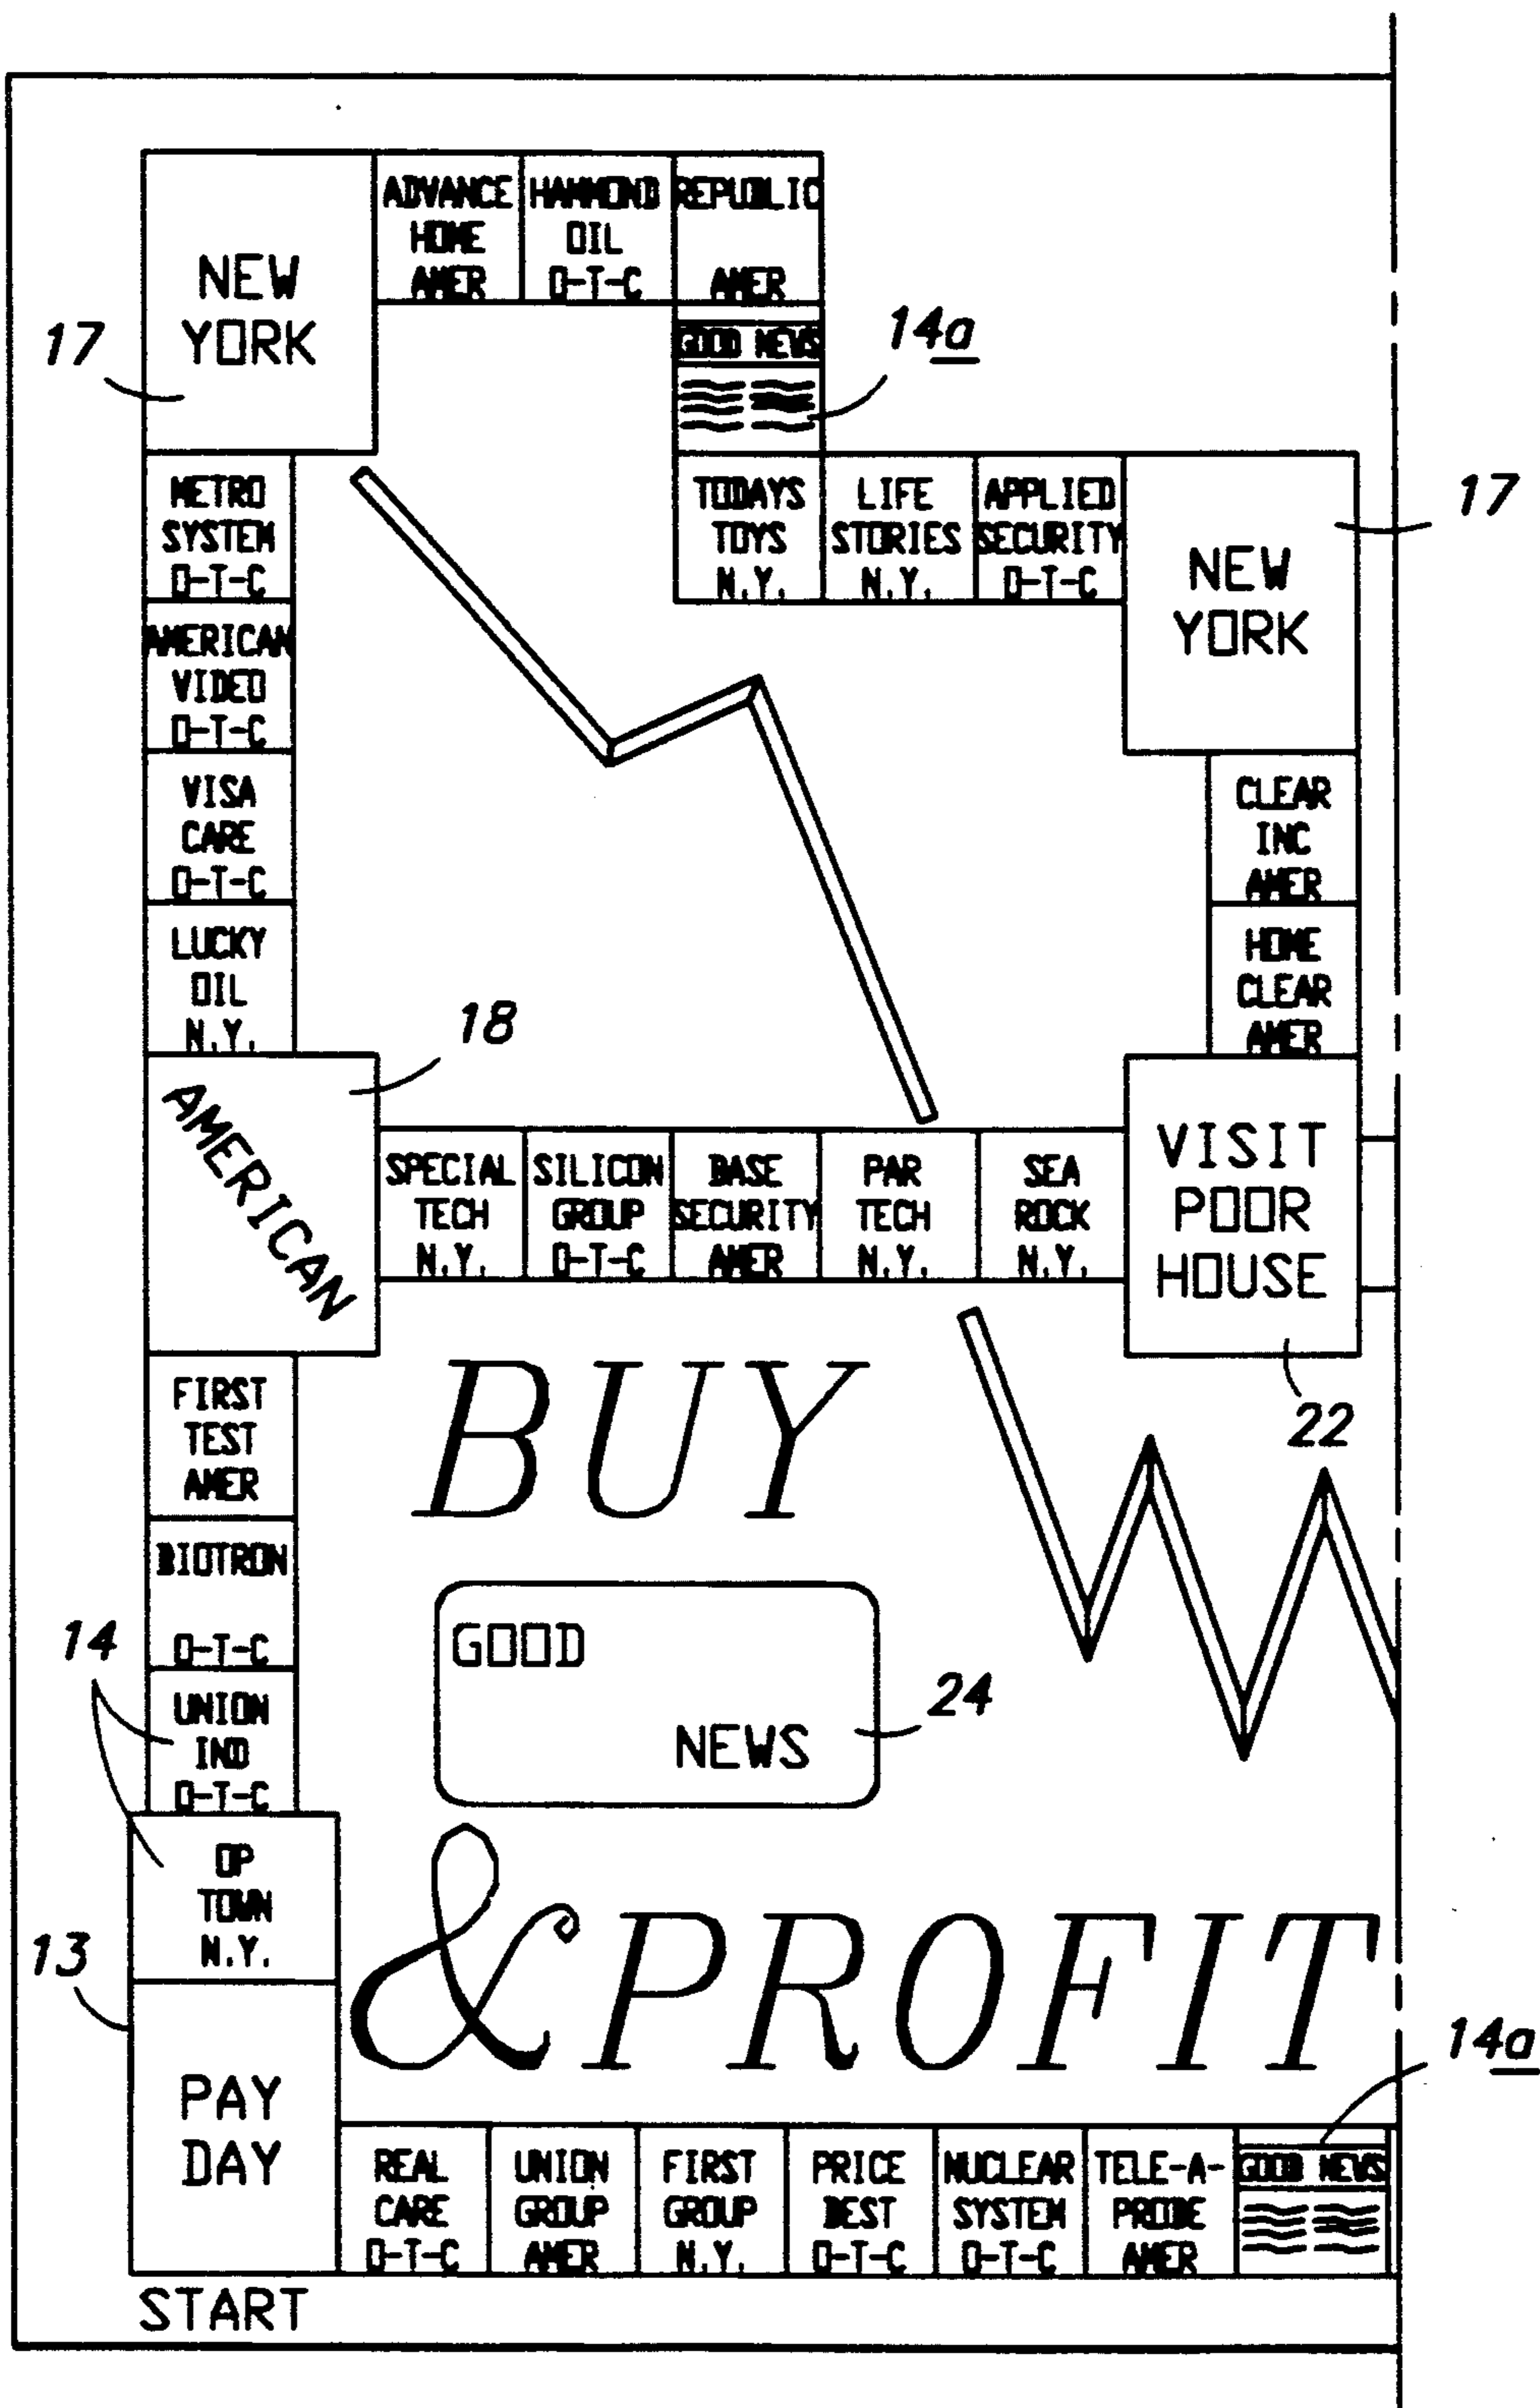 ADVANCE
HOME
AMER
HAMMOND
OIL
O-T-C
REPUBLIC
AMER
NEW
YORK
17
GOOD NEWS
14a
METRO
SYSTEM
O-T-C
TODAYS
TOYS
N.Y.
LIFE
STORIES
N.Y.
APPLIED
SECURITY
O-T-C
NEW
YORK
17
AMERICAN
VIDEO
O-T-C
VISA
CARE
O-T-C
CLEAR
INC
AMER
LUCKY
OIL
N.Y.
HOME
CLEAR
AMER
18
AMERICAN
SPECIAL
TECH
N.Y.
SILICON
GROUP
O-T-C
BASE
SECURITY
AMER
PAR
TECH
N.Y.
SEA
ROCK
N.Y.
VISIT
POOR
HOUSE
22
FIRST
TEST
AMER
BUY
BIOTRON
O-T-C
14
UNION
IND
O-T-C
GOOD
NEWS
24
OP
TOWN
N.Y.
13
& PROFIT
PAY
DAY
14a
REAL
CARE
O-T-C
UNION
GROUP
AMER
FIRST
GROUP
N.Y.
PRICE
BEST
O-T-C
NUCLEAR
SYSTEM
O-T-C
TELE-A-
PROBE
AMER
GOOD NEWS
START